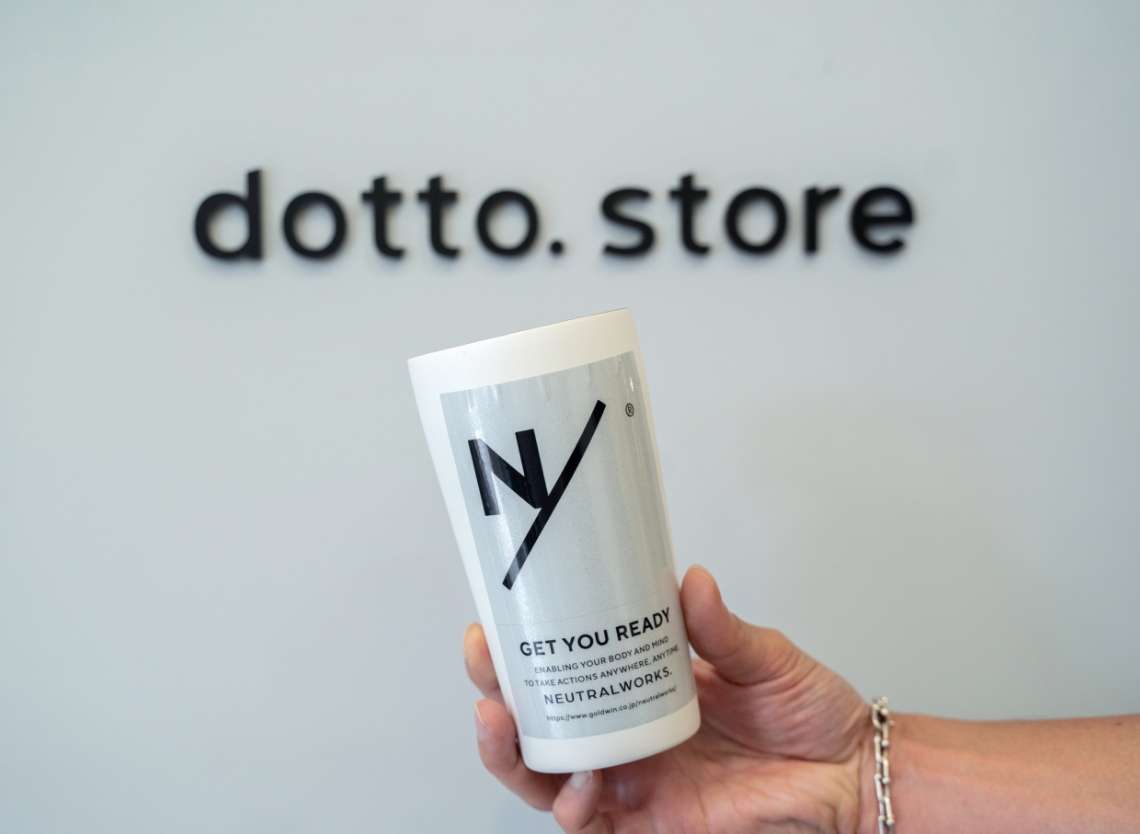 dotto. store
NY
®
GET YOU READY
ENABLING YOUR BODY AND MIND
TO TAKE ACTIONS ANYWHERE, ANYTIME.
NEUTRALWORKS.
https://www.goldwin.co.jp/neutralworks/